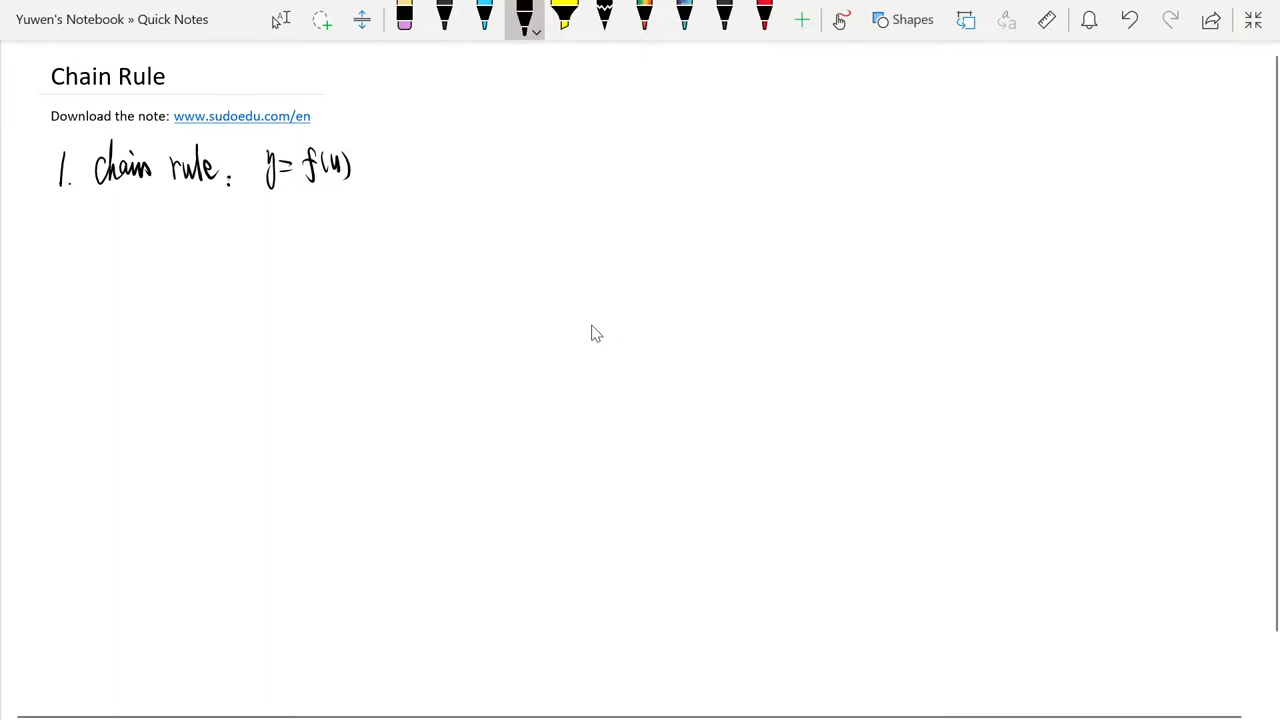 Yuwen's Notebook » Quick Notes
Shapes
Chain Rule
Download the note: www.sudoedu.com/en
1. Chain rule: y = f(u)